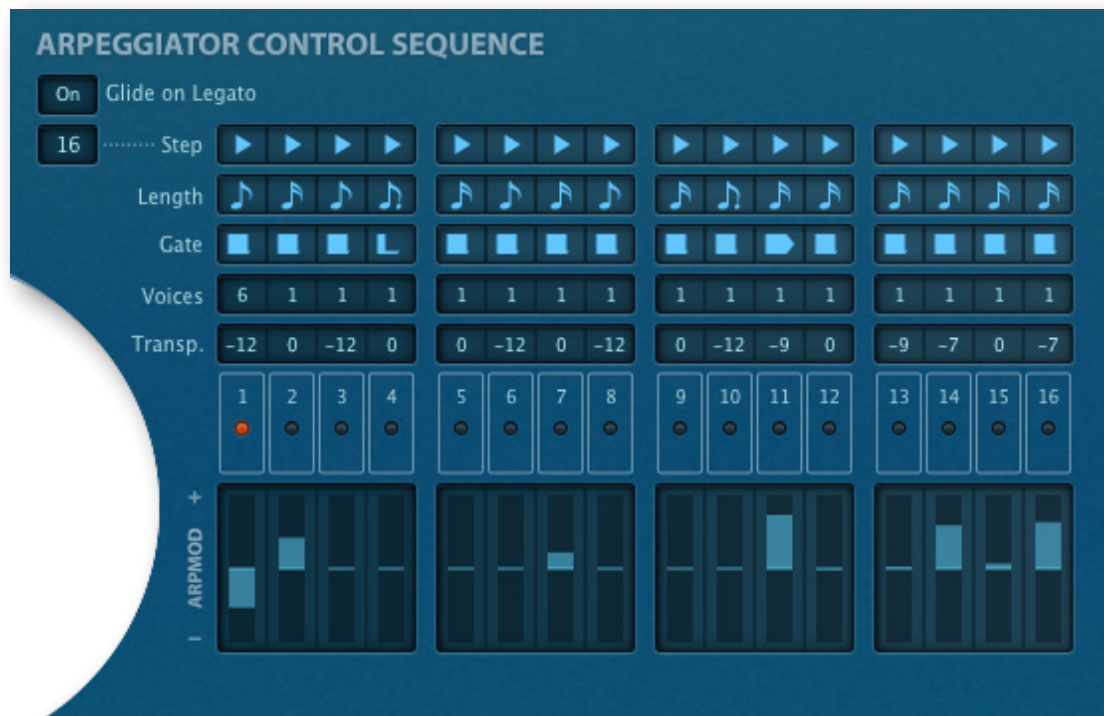 ARPEGGIATOR CONTROL SEQUENCE
On Glide on Legato
16 ········· Step
Length
Gate
Voices 6 1 1 1 1 1 1 1 1 1 1 1 1 1 1 1
Transp. -12 0 -12 0 0 -12 0 -12 0 -12 -9 0 -9 -7 0 -7
1 2 3 4 5 6 7 8 9 10 11 12 13 14 15 16
+
ARPMOD
−